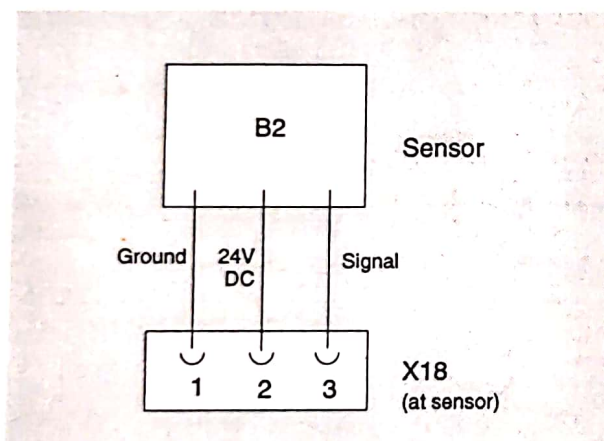 B2
Sensor
Ground
24V
DC
Signal
1 2 3
X18
(at sensor)